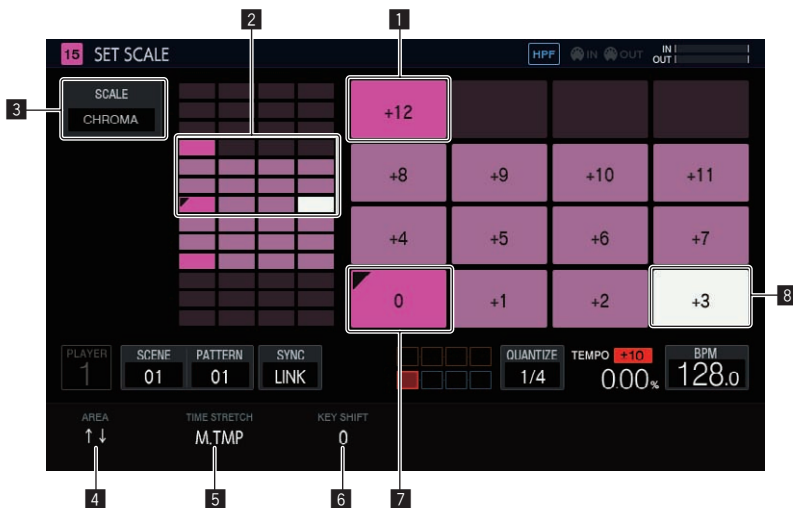 2 1
15 SET SCALE HPF IN OUT IN
OUT
3 SCALE
CHROMA
+12
+8 +9 +10 +11
+4 +5 +6 +7
0 +1 +2 +3 8
PLAYER
1
SCENE
01
PATTERN
01
SYNC
LINK
QUANTIZE
1/4
TEMPO +10
0.00%
BPM
128.0
AREA
↑↓
TIME STRETCH
M.TMP
KEY SHIFT
0
4 5 6 7